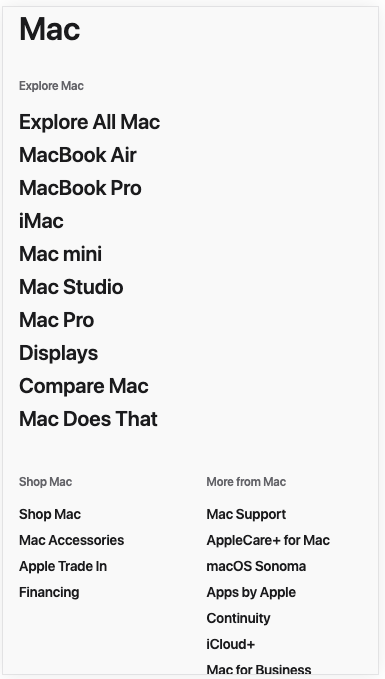 Mac
Explore Mac
Explore All Mac
MacBook Air
MacBook Pro
iMac
Mac mini
Mac Studio
Mac Pro
Displays
Compare Mac
Mac Does That
Shop Mac
Shop Mac
Mac Accessories
Apple Trade In
Financing
More from Mac
Mac Support
AppleCare+ for Mac
macOS Sonoma
Apps by Apple
Continuity
iCloud+
Mac for Business